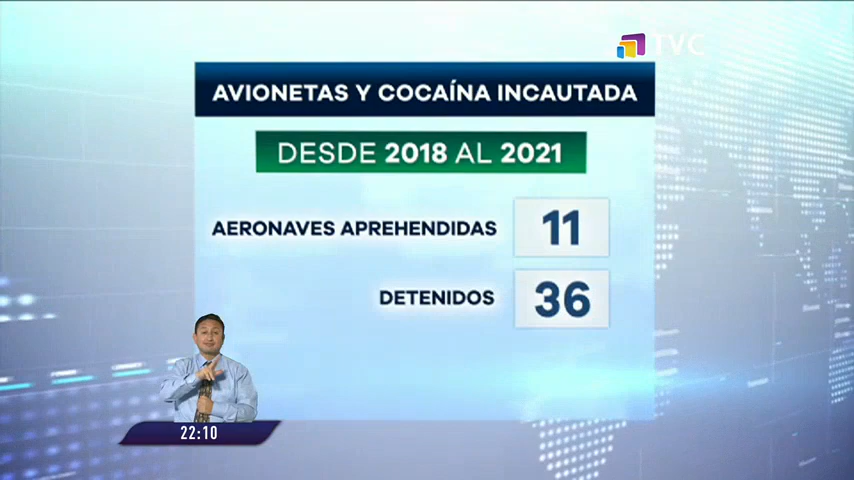 TVC
AVIONETAS Y COCAÍNA INCAUTADA
DESDE 2018 AL 2021
AERONAVES APREHENDIDAS 11
DETENIDOS 36
22:10